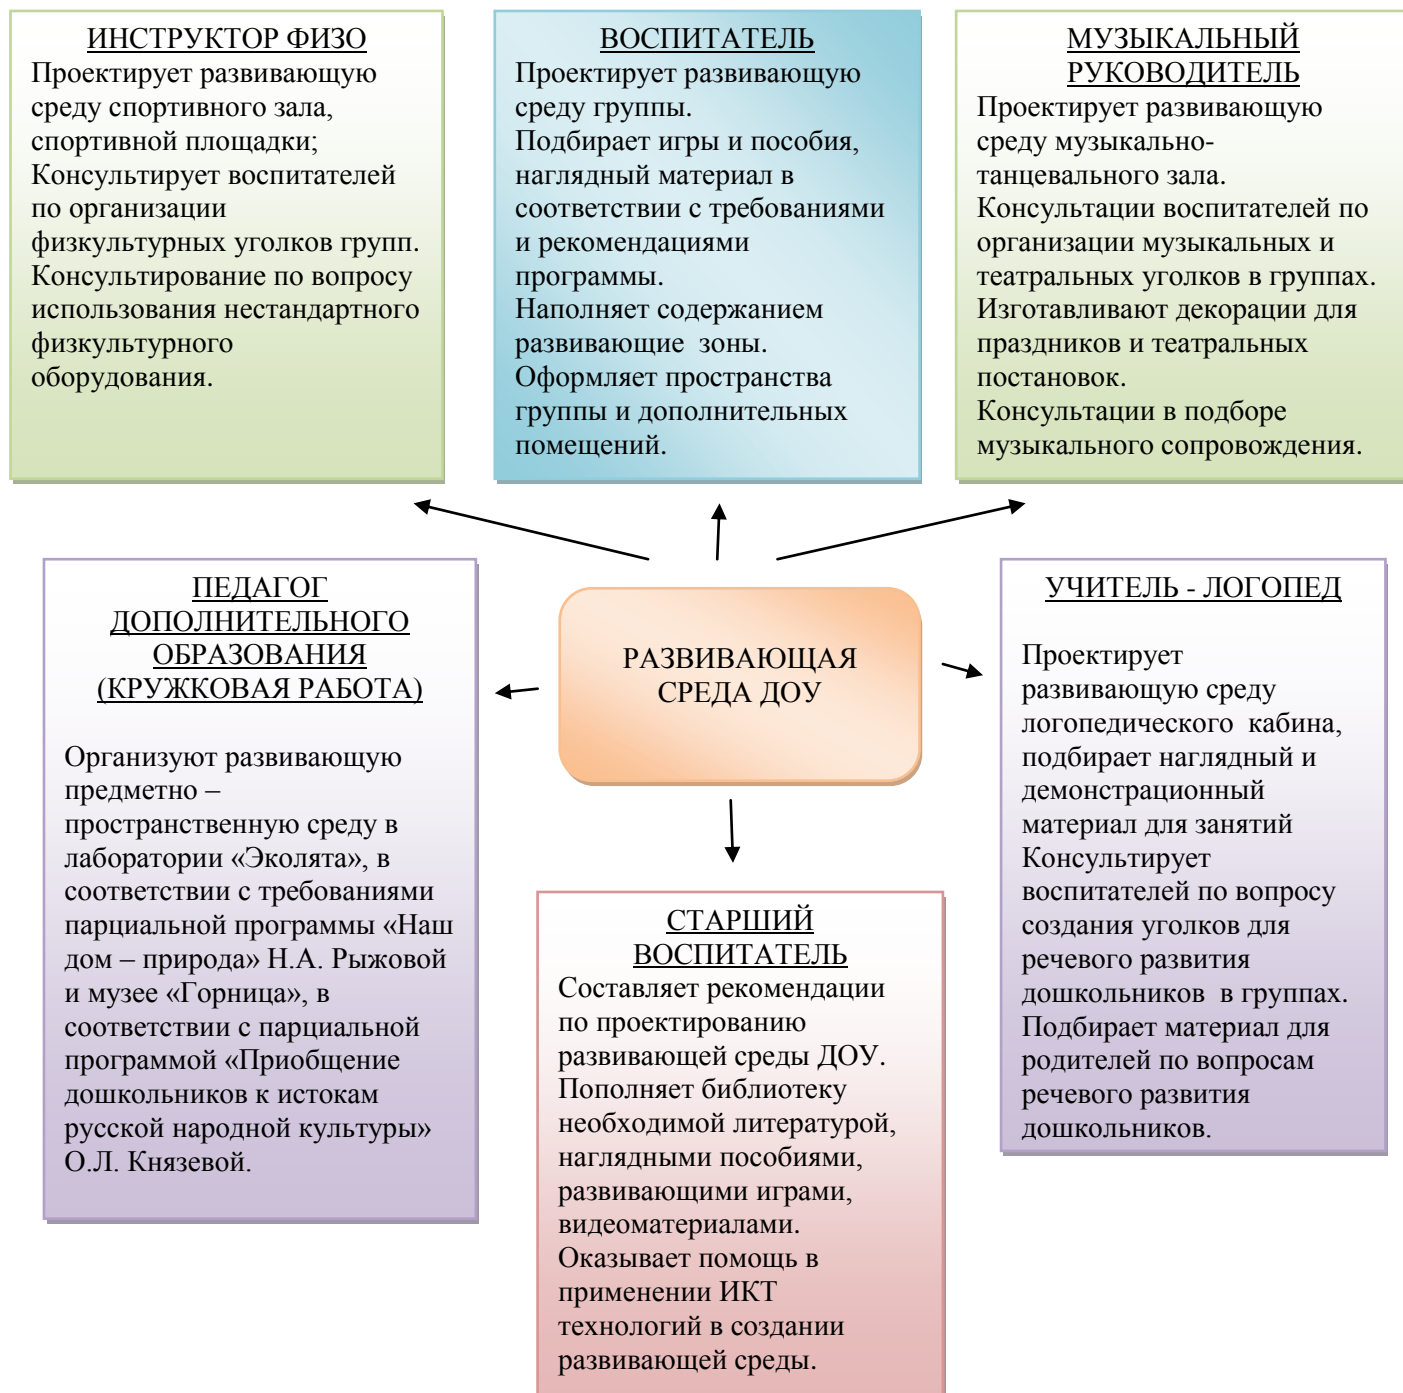 ИНСТРУКТОР ФИЗО
Проектирует развивающую
среду спортивного зала,
спортивной площадки;
Консультирует воспитателей
по организации
физкультурных уголков групп.
Консультирование по вопросу
использования нестандартного
физкультурного
оборудования.
ВОСПИТАТЕЛЬ
Проектирует развивающую
среду группы.
Подбирает игры и пособия,
наглядный материал в
соответствии с требованиями
и рекомендациями
программы.
Наполняет содержанием
развивающие зоны.
Оформляет пространства
группы и дополнительных
помещений.
МУЗЫКАЛЬНЫЙ
РУКОВОДИТЕЛЬ
Проектирует развивающую
среду музыкально-
танцевального зала.
Консультации воспитателей по
организации музыкальных и
театральных уголков в группах.
Изготавливают декорации для
праздников и театральных
постановок.
Консультации в подборе
музыкального сопровождения.
ПЕДАГОГ
ДОПОЛНИТЕЛЬНОГО
ОБРАЗОВАНИЯ
(КРУЖКОВАЯ РАБОТА)
Организуют развивающую
предметно –
пространственную среду в
лаборатории «Эколята», в
соответствии с требованиями
парциальной программы «Наш
дом – природа» Н.А. Рыжовой
и музее «Горница», в
соответствии с парциальной
программой «Приобщение
дошкольников к истокам
русской народной культуры»
О.Л. Князевой.
РАЗВИВАЮЩАЯ
СРЕДА ДОУ
УЧИТЕЛЬ - ЛОГОПЕД
Проектирует
развивающую среду
логопедического кабина,
подбирает наглядный и
демонстрационный
материал для занятий
Консультирует
воспитателей по вопросу
создания уголков для
речевого развития
дошкольников в группах.
Подбирает материал для
родителей по вопросам
речевого развития
дошкольников.
СТАРШИЙ
ВОСПИТАТЕЛЬ
Составляет рекомендации
по проектированию
развивающей среды ДОУ.
Пополняет библиотеку
необходимой литературой,
наглядными пособиями,
развивающими играми,
видеоматериалами.
Оказывает помощь в
применении ИКТ
технологий в создании
развивающей среды.